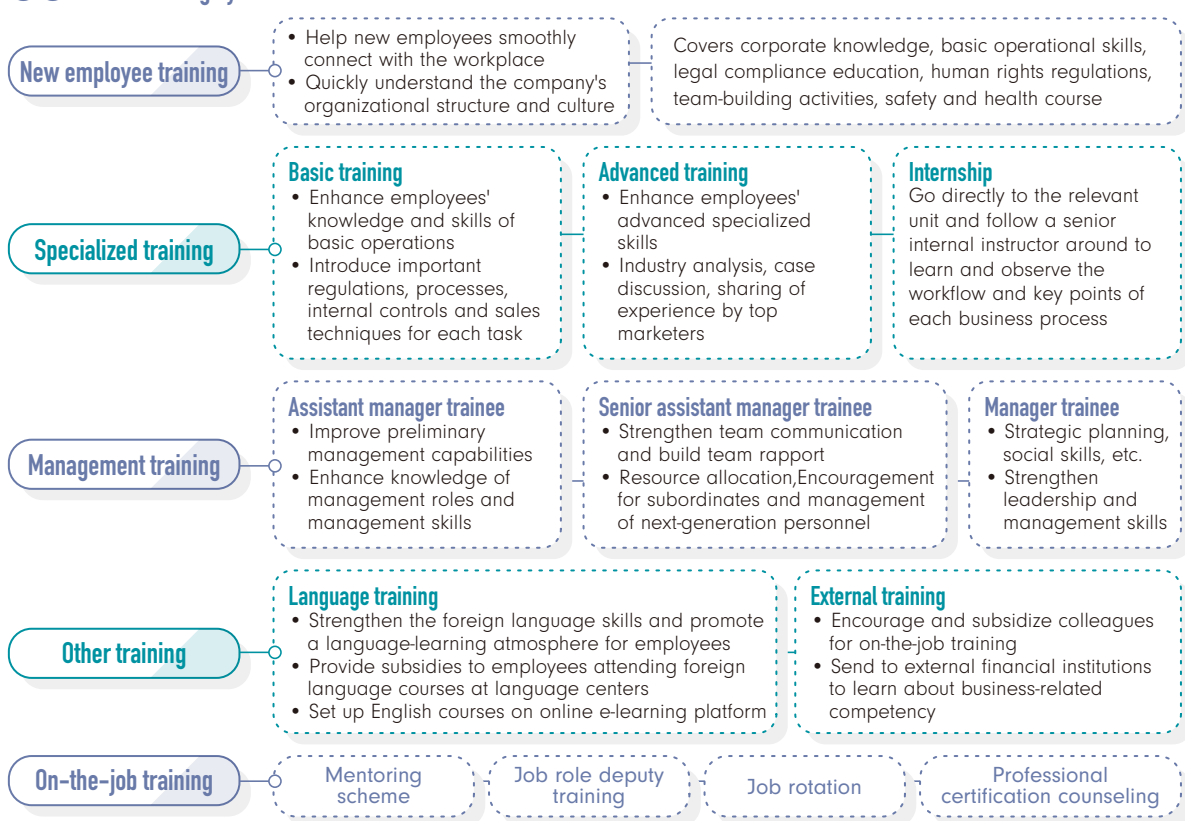 New employee training
• Help new employees smoothly
connect with the workplace
• Quickly understand the company's
organizational structure and culture
Covers corporate knowledge, basic operational skills,
legal compliance education, human rights regulations,
team-building activities, safety and health course
Specialized training
Basic training
• Enhance employees'
knowledge and skills of
basic operations
• Introduce important
regulations, processes,
internal controls and sales
techniques for each task
Advanced training
• Enhance employees'
advanced specialized
skills
• Industry analysis, case
discussion, sharing of
experience by top
marketers
Internship
Go directly to the relevant
unit and follow a senior
internal instructor around to
learn and observe the
workflow and key points of
each business process
Management training
Assistant manager trainee
• Improve preliminary
management capabilities
• Enhance knowledge of
management roles and
management skills
Senior assistant manager trainee
• Strengthen team communication
and build team rapport
• Resource allocation,Encouragement
for subordinates and management
of next-generation personnel
Manager trainee
• Strategic planning,
social skills, etc.
• Strengthen
leadership and
management skills
Other training
Language training
• Strengthen the foreign language skills and promote
a language-learning atmosphere for employees
• Provide subsidies to employees attending foreign
language courses at language centers
• Set up English courses on online e-learning platform
External training
• Encourage and subsidize colleagues
for on-the-job training
• Send to external financial institutions
to learn about business-related
competency
On-the-job training
Mentoring
scheme
Job role deputy
training
Job rotation
Professional
certification counseling